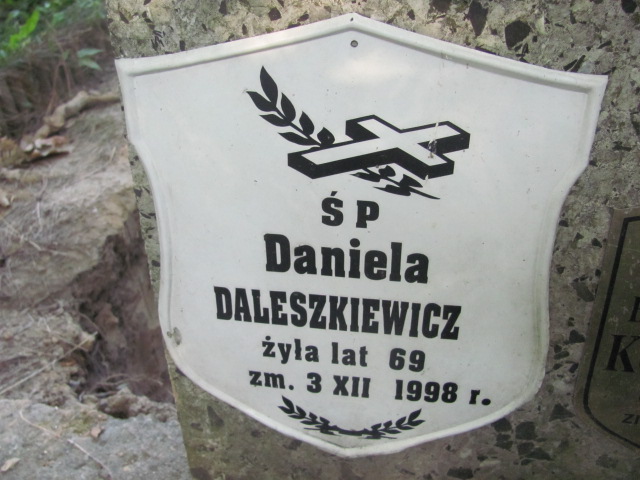 Ś P
Daniela
DALESZKIEWICZ
żyła lat 69
zm. 3 XII 1998 r.